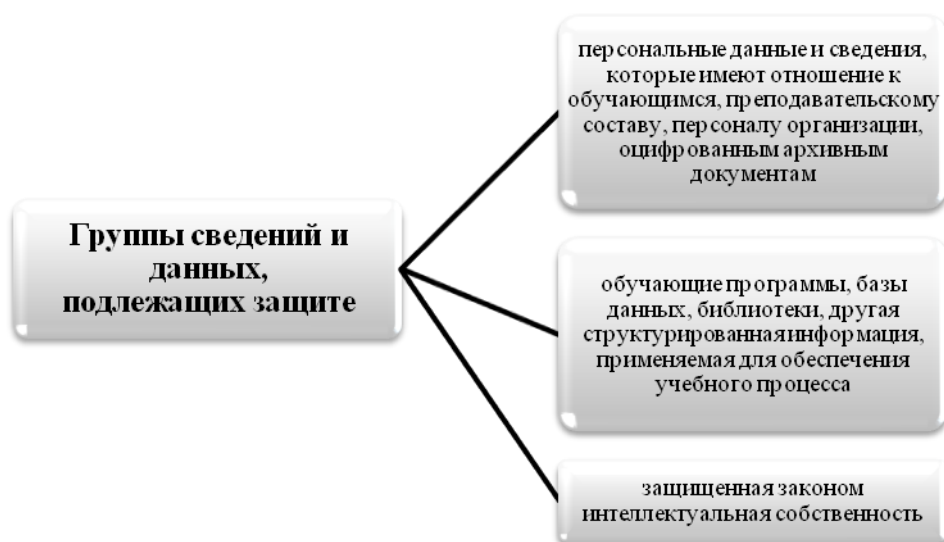 Группы сведений и
данных,
подлежащих защите
персональные данные и сведения,
которые имеют отношение к
обучающимся, преподавательскому
составу, персоналу организации,
оцифрованным архивным
документам
обучающие программы, базы
данных, библиотеки, другая
структурированная информация,
применяемая для обеспечения
учебного процесса
защищенная законом
интеллектуальная собственность